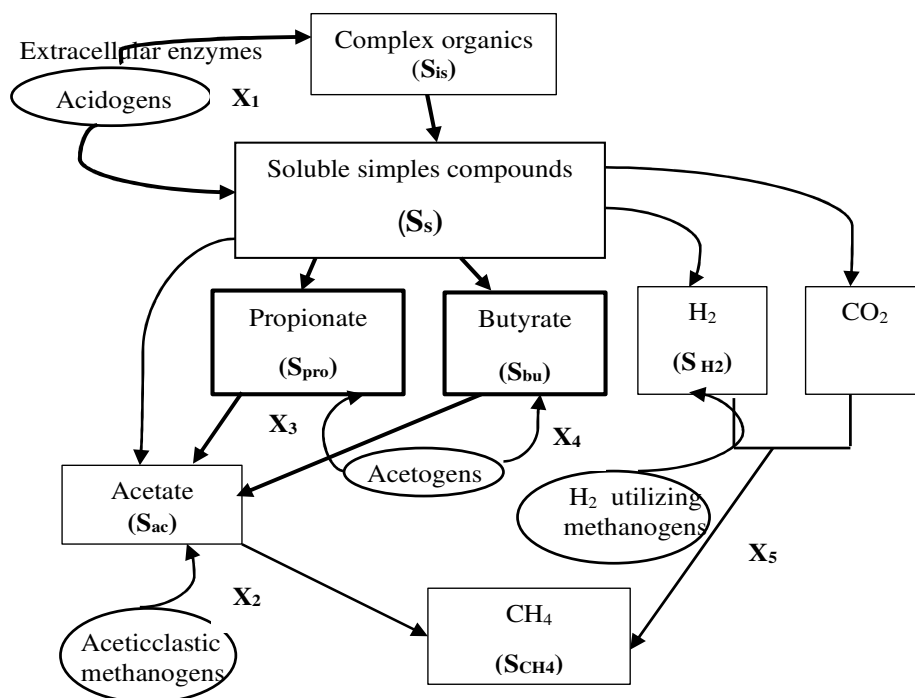 Complex organics
(Sis)
Extracellular enzymes
Acidogens
X1
Soluble simples compounds
(Ss)
Propionate
(Spro)
Butyrate
(Sbu)
H2
(S H2)
CO2
X3
Acetogens
X4
Acetate
(Sac)
H2 utilizing
methanogens
X5
X2
Aceticclastic
methanogens
CH4
(SCH4)